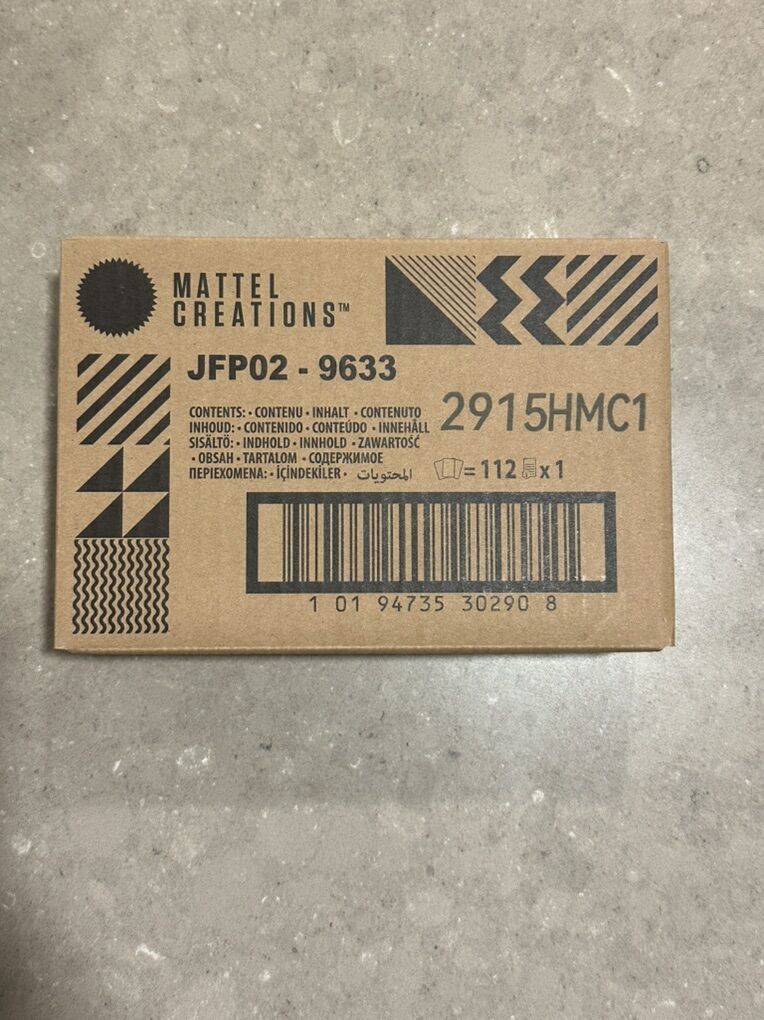 MATTEL
CREATIONS™
JFP02 - 9633
2915HMC1
CONTENTS: • CONTENU • INHALT • CONTENUTO
INHOUD: • CONTENIDO • CONTEÚDO • INNEHÅLL
SISÄLTÖ: • INDHOLD • INNHOLD • ZAWARTOŚĆ
• OBSAH • TARTALOM • СОДЕРЖИМОЕ
ΠΕΡΙΕΧΟΜΕΝΑ: • İÇİNDEKİLER • المحتويات
= 112 x 1
1 01 94735 30290 8